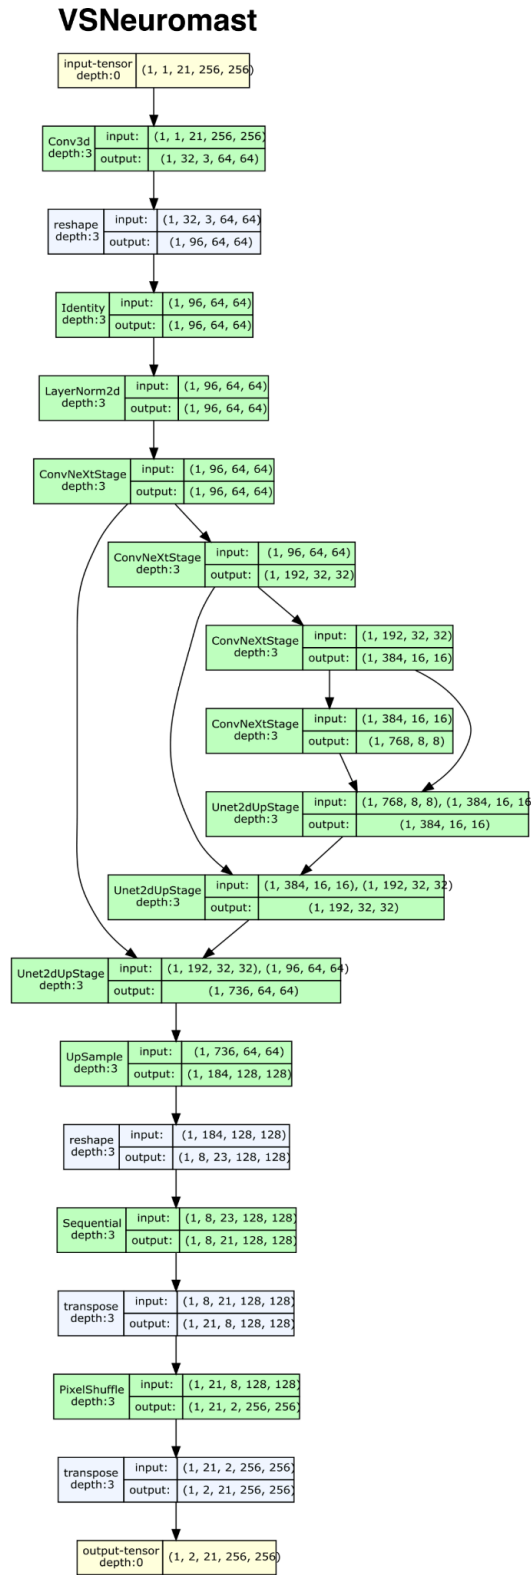 VSNeuromast
input-tensor
depth:0
(1, 1, 21, 256, 256)
Conv3d
depth:3
input:
(1, 1, 21, 256, 256)
output:
(1, 32, 3, 64, 64)
reshape
depth:3
input:
(1, 32, 3, 64, 64)
output:
(1, 96, 64, 64)
Identity
depth:3
input:
(1, 96, 64, 64)
output:
(1, 96, 64, 64)
LayerNorm2d
depth:3
input:
(1, 96, 64, 64)
output:
(1, 96, 64, 64)
ConvNeXtStage
depth:3
input:
(1, 96, 64, 64)
output:
(1, 96, 64, 64)
ConvNeXtStage
depth:3
input:
(1, 96, 64, 64)
output:
(1, 192, 32, 32)
ConvNeXtStage
depth:3
input:
(1, 192, 32, 32)
output:
(1, 384, 16, 16)
ConvNeXtStage
depth:3
input:
(1, 384, 16, 16)
output:
(1, 768, 8, 8)
Unet2dUpStage
depth:3
input:
(1, 768, 8, 8), (1, 384, 16, 16
output:
(1, 384, 16, 16)
Unet2dUpStage
depth:3
input:
(1, 384, 16, 16), (1, 192, 32, 32)
output:
(1, 192, 32, 32)
Unet2dUpStage
depth:3
input:
(1, 192, 32, 32), (1, 96, 64, 64)
output:
(1, 736, 64, 64)
UpSample
depth:3
input:
(1, 736, 64, 64)
output:
(1, 184, 128, 128)
reshape
depth:3
input:
(1, 184, 128, 128)
output:
(1, 8, 23, 128, 128)
Sequential
depth:3
input:
(1, 8, 23, 128, 128)
output:
(1, 8, 21, 128, 128)
transpose
depth:3
input:
(1, 8, 21, 128, 128)
output:
(1, 21, 8, 128, 128)
PixelShuffle
depth:3
input:
(1, 21, 8, 128, 128)
output:
(1, 21, 2, 256, 256)
transpose
depth:3
input:
(1, 21, 2, 256, 256)
output:
(1, 2, 21, 256, 256)
output-tensor
depth:0
(1, 2, 21, 256, 256)